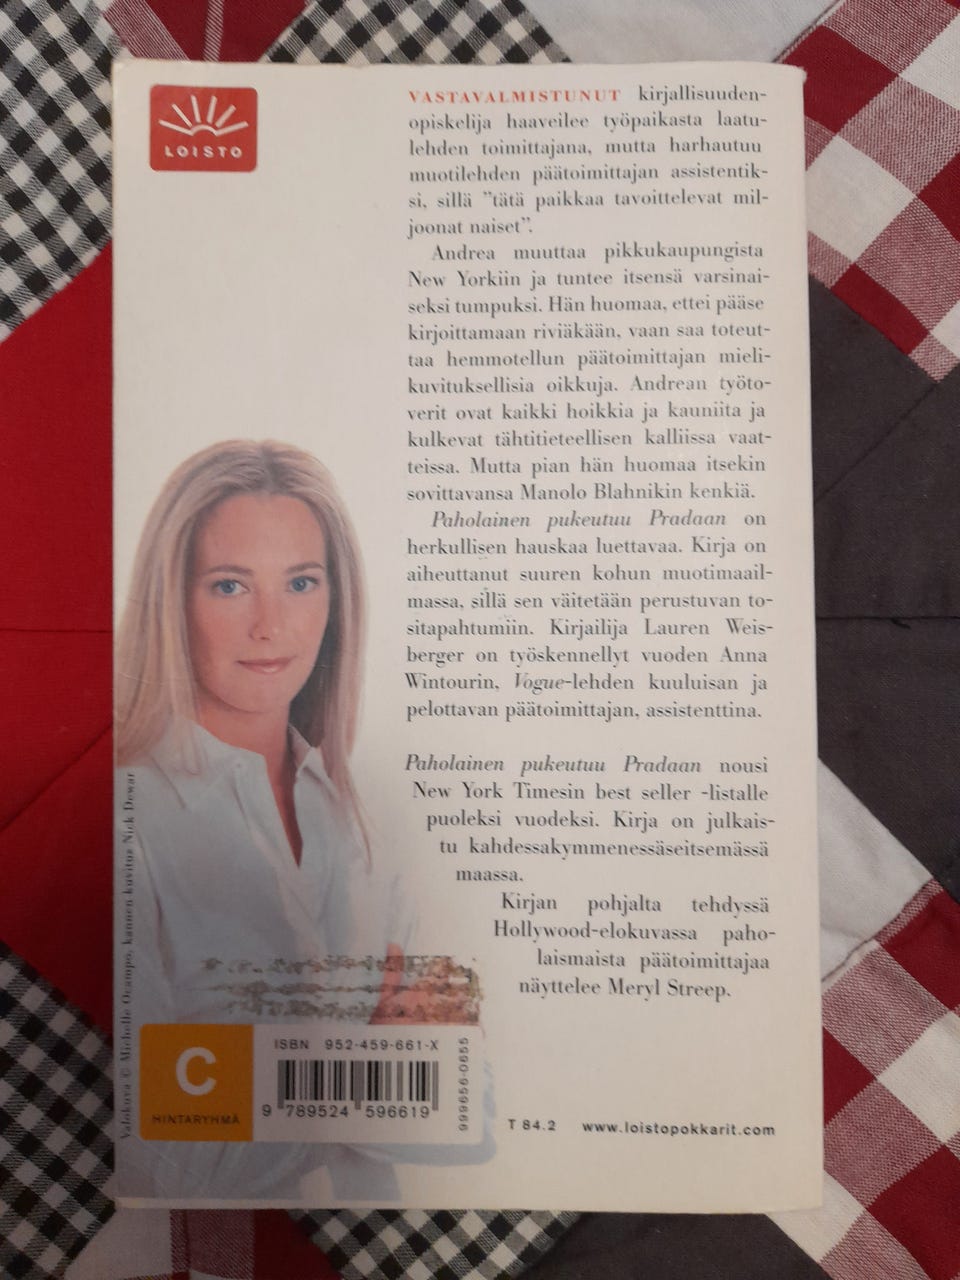 LOISTO
VASTAVALMISTUNUT kirjallisuuden-
opiskelija haaveilee työpaikasta laatu-
lehden toimittajana, mutta harhautuu
muotilehden päätoimittajan assistentik-
si, sillä ”tätä paikkaa tavoittelevat mil-
joonat naiset”.
Andrea muuttaa pikkukaupungista
New Yorkiin ja tuntee itsensä varsinai-
seksi tumpuksi. Hän huomaa, ettei pääse
kirjoittamaan riviäkään, vaan saa toteut-
taa hemmotellun päätoimittajan mieli-
kuvituksellisia oikkuja. Andrean työto-
verit ovat kaikki hoikkia ja kauniita ja
kulkevat tähtitieteellisen kalliissa vaat-
teissa. Mutta pian hän huomaa itsekin
sovittavansa Manolo Blahnikin kenkiä.
Paholainen pukeutuu Pradaan on
herkullisen hauskaa luettavaa. Kirja on
aiheuttanut suuren kohun muotimaail-
massa, sillä sen väitetään perustuvan to-
sitapahtumiin. Kirjailija Lauren Weis-
berger on työskennellyt vuoden Anna
Wintourin, Vogue-lehden kuuluisan ja
pelottavan päätoimittajan, assistenttina.
Paholainen pukeutuu Pradaan nousi
New York Timesin best seller -listalle
puoleksi vuodeksi. Kirja on julkais-
tu kahdessakymmenessäseitsemässä
maassa.
Kirjan pohjalta tehdyssä
Hollywood-elokuvassa paho-
laismaista päätoimittajaa
näyttelee Meryl Streep.
Valokuva © Michelle Ocampo, kannen kuvitus Nick Dewar
C
HINTARYHMÄ
ISBN 952-459-661-X
9 789524 596619
999656-0655
T 84.2 www.loistopokkarit.com